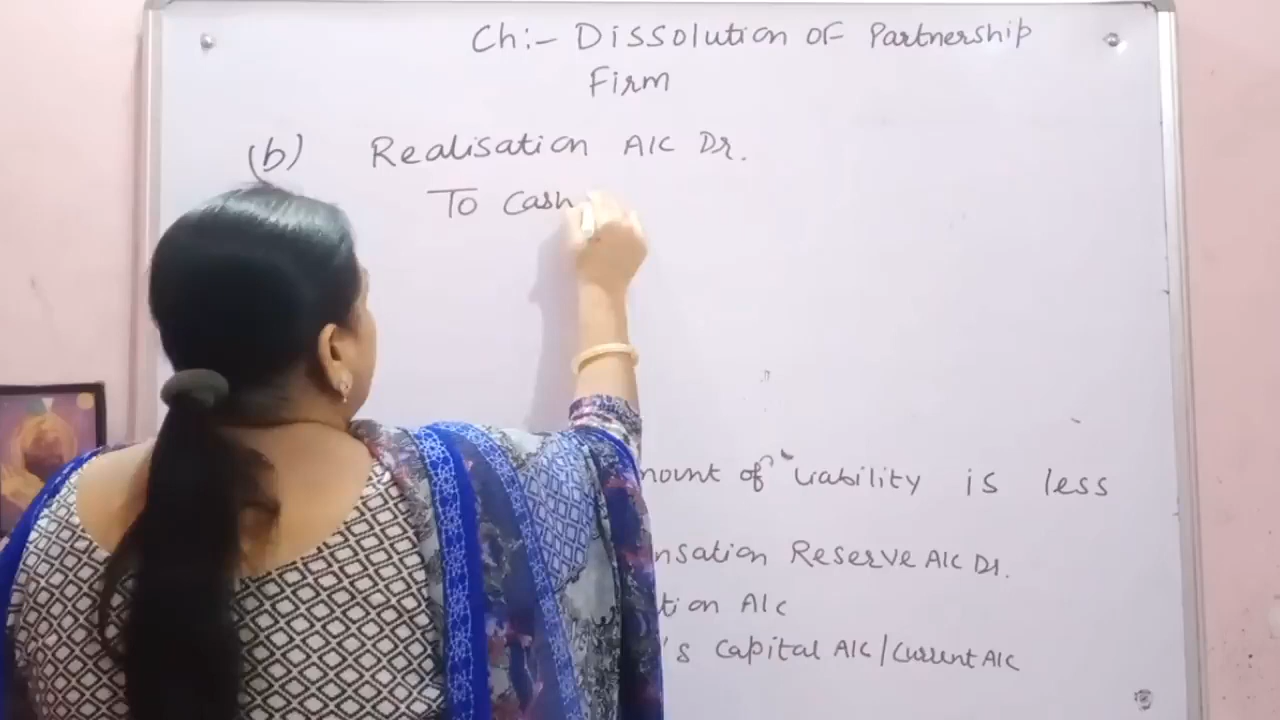 Ch:- Dissolution of Partnership
Firm
(b) Realisation A/C Dr.
To Cash
mount of liability is less
nsation Reserve A/C Dr.
tion A/c
's Capital A/C/Current A/C